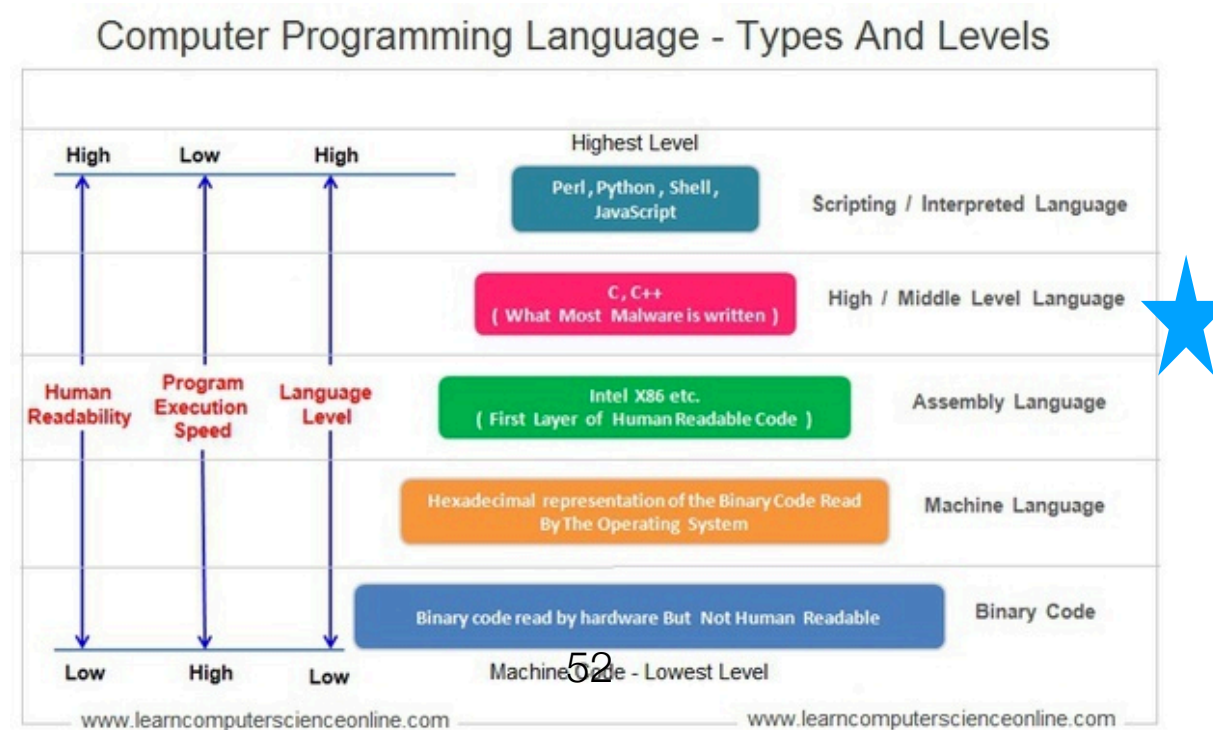 Computer Programming Language - Types And Levels
High Low High
Highest Level
Perl ,Python , Shell ,
JavaScript
Scripting / Interpreted Language
C , C++
( What Most Malware is written )
High / Middle Level Language
Human
Readability
Program
Execution
Speed
Language
Level
Intel X86 etc.
( First Layer of Human Readable Code )
Assembly Language
Hexadecimal representation of the Binary Code Read
By The Operating System
Machine Language
Binary code read by hardware But Not Human Readable
Binary Code
Low High Low
Machine Code - Lowest Level
52
www.learncomputerscienceonline.com
www.learncomputerscienceonline.com